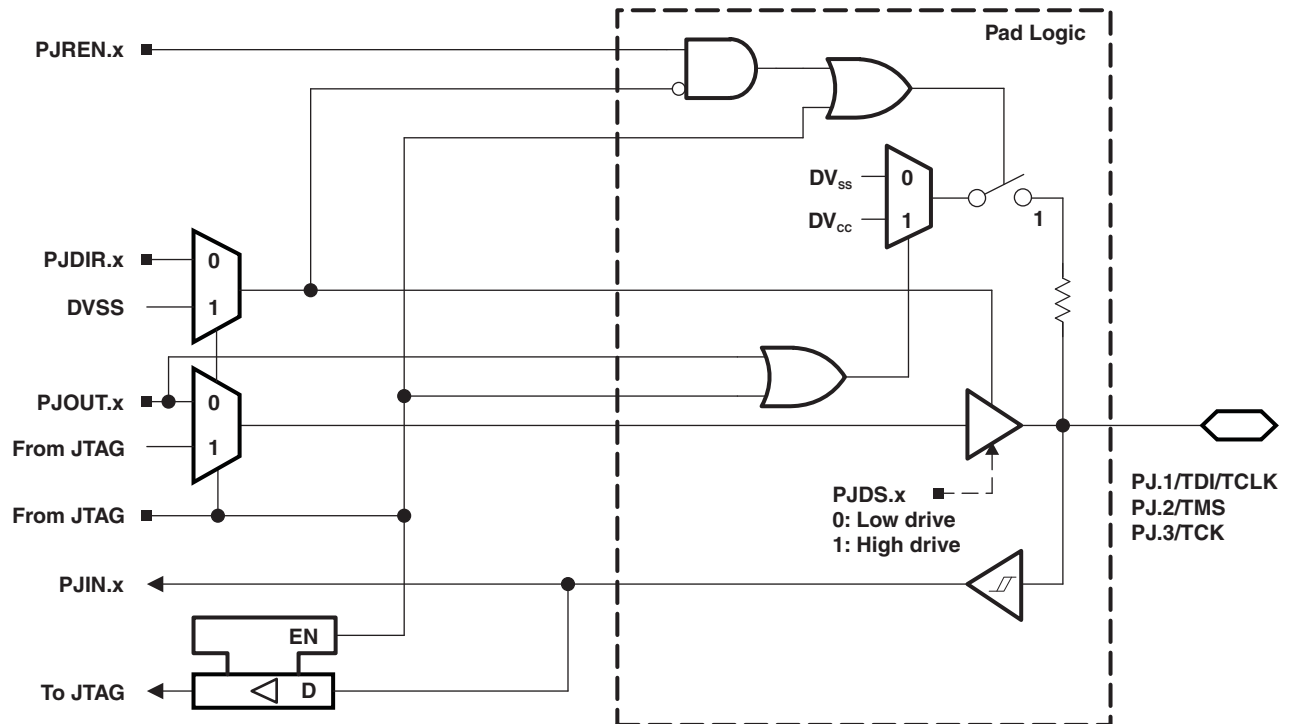 Pad Logic
PJREN.x
DVss
0
DVcc
1
1
PJDIR.x
0
DVSS
1
PJOUT.x
0
From JTAG
1
From JTAG
PJDS.x
0: Low drive
1: High drive
PJ.1/TDI/TCLK
PJ.2/TMS
PJ.3/TCK
PJIN.x
EN
To JTAG
D